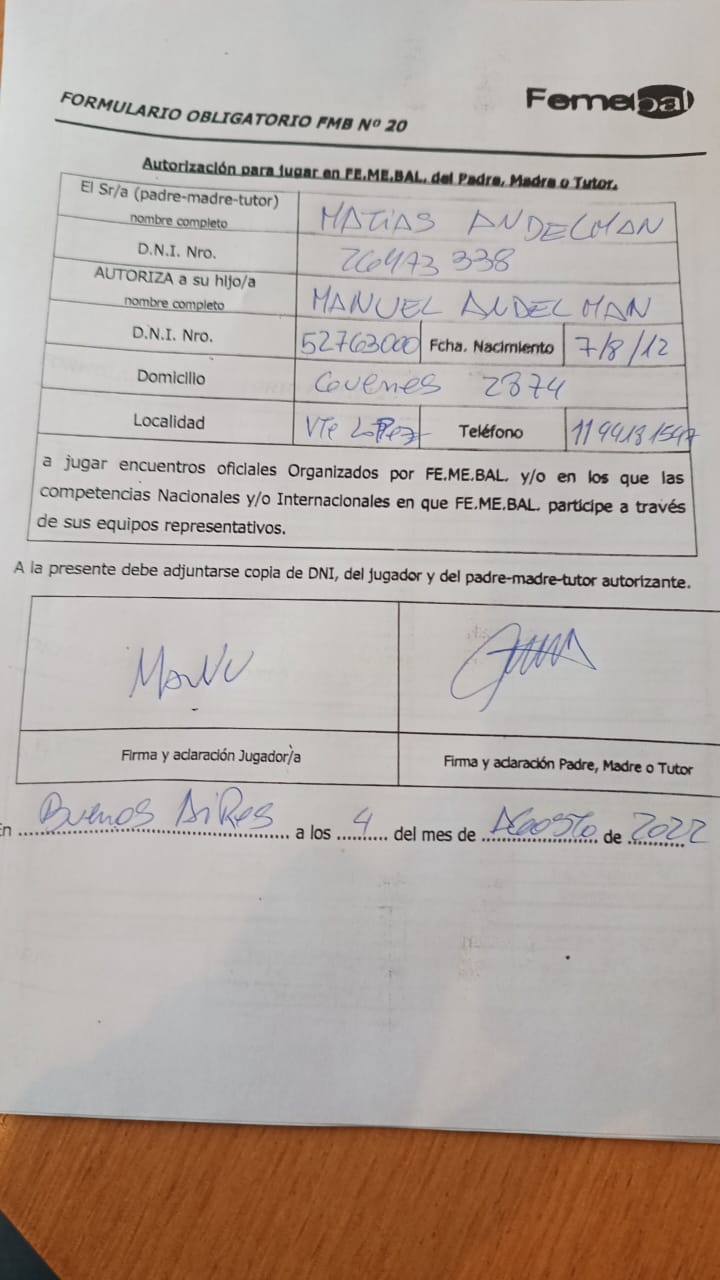 Femebal
FORMULARIO OBLIGATORIO FMB Nº 20
Autorización para jugar en FE.ME.BAL. del Padre, Madre o Tutor.
El Sr/a (padre-madre-tutor)
nombre completo
MATIAS ANDELMAN
D.N.I. Nro.
26473338
AUTORIZA a su hijo/a
nombre completo
MANUEL ANDELMAN
D.N.I. Nro. 52763000 Fcha. Nacimiento 7/8/12
Domicilio 2874
Localidad Vte Lopez Teléfono
a jugar encuentros oficiales Organizados por FE.ME.BAL. y/o en los que las
competencias Nacionales y/o Internacionales en que FE.ME.BAL. participe a través
de sus equipos representativos.
A la presente debe adjuntarse copia de DNI, del jugador y del padre-madre-tutor autorizante.
MANU
Firma y aclaración Jugador/a
Firma y aclaración Padre, Madre o Tutor
En Buenos Aires a los 4 del mes de Agosto de 2022